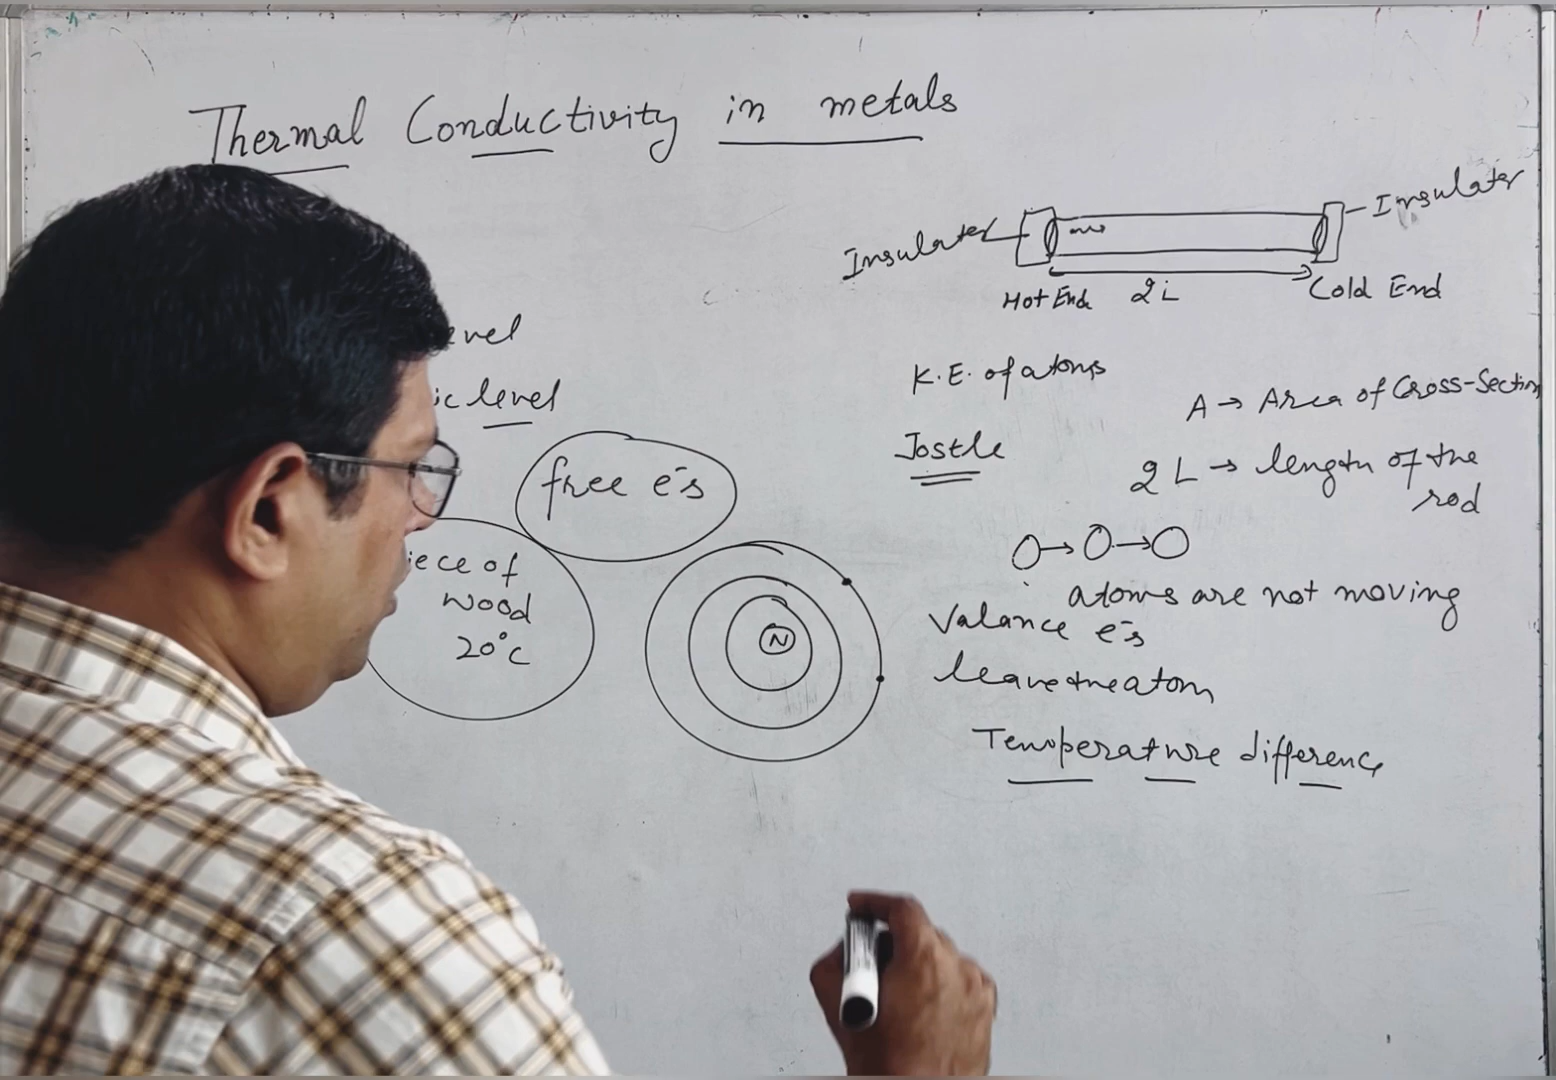 Thermal Conductivity in metals
Insulater
Insulater
Hot End 2L Cold End
evel
ic level
free e⁻s
iece of
wood
20°c
N
K.E. of atoms
A → Area of Cross-Section
Jostle
2L → length of the
rod
O→O→O
atoms are not moving
Valance e⁻s
leave the atom
Temperature difference